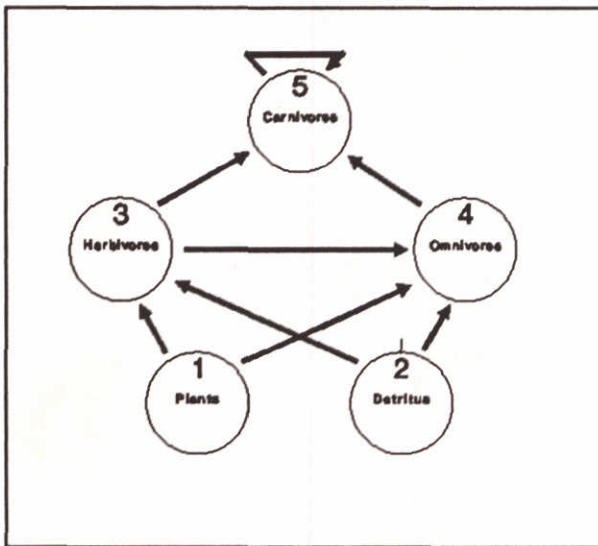 5
Carnivores
3
Herbivores
4
Omnivores
1
Plants
2
Detritus